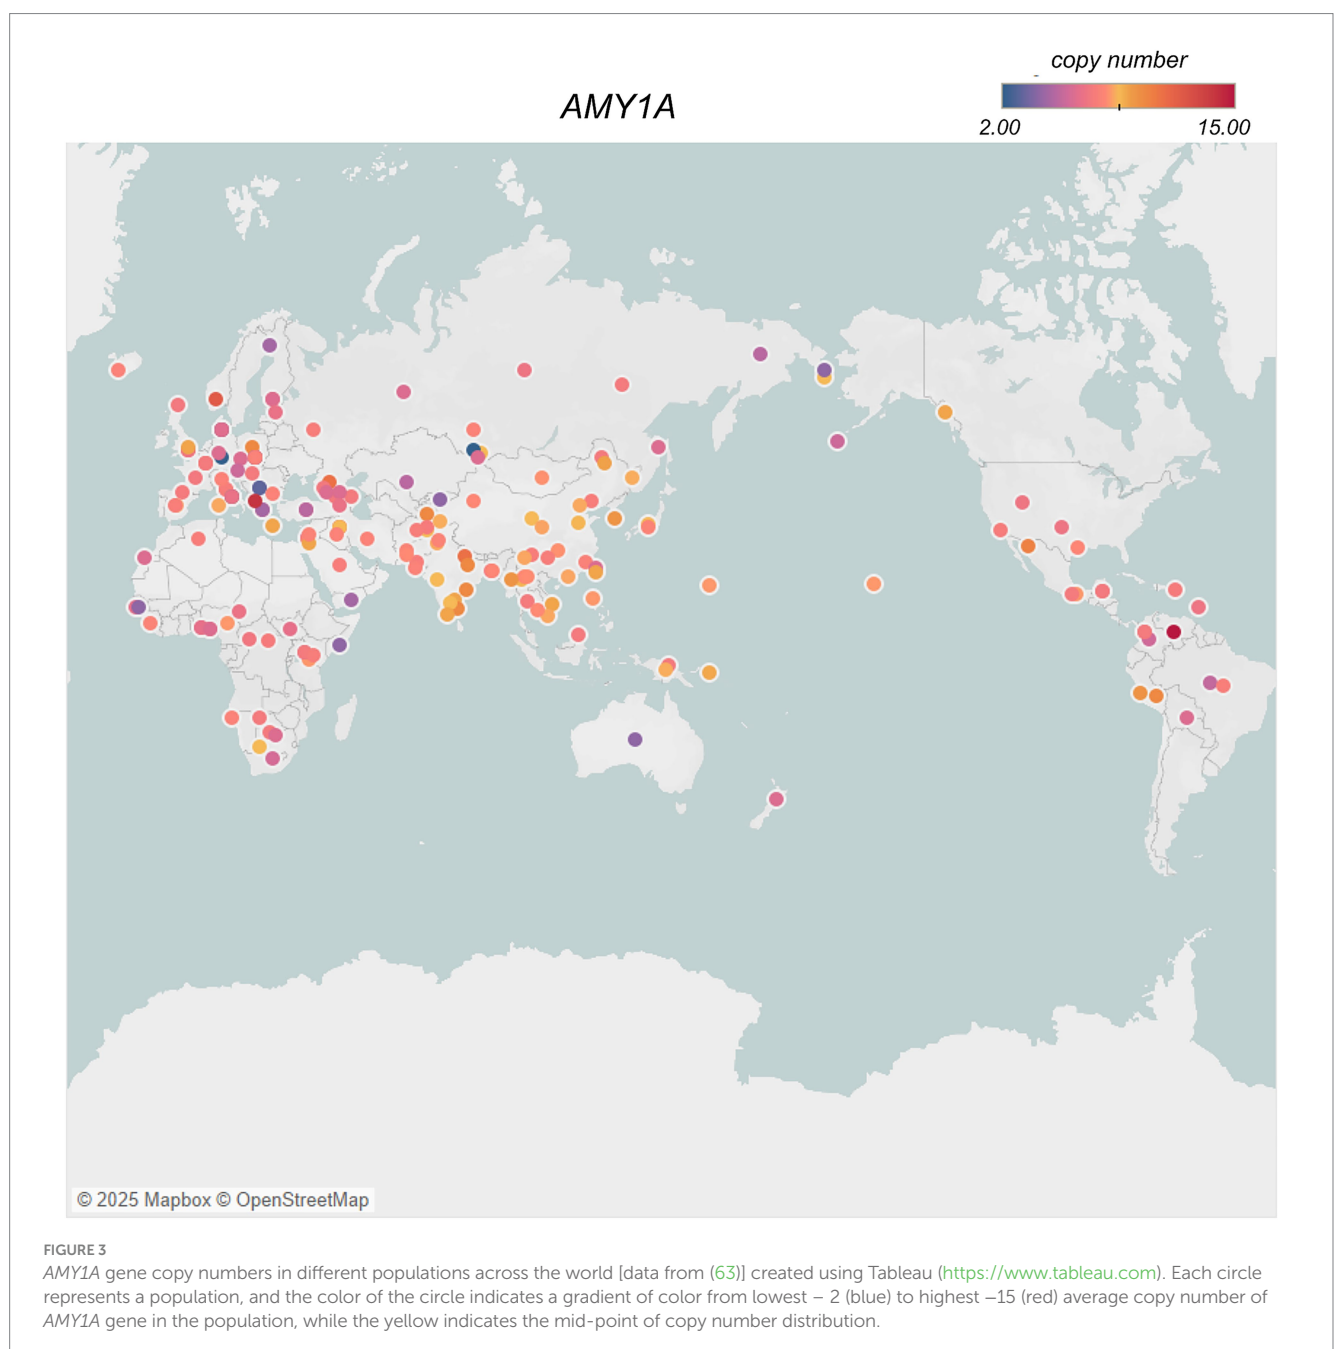 copy number
AMY1A
2.00
15.00
© 2025 Mapbox © OpenStreetMap
FIGURE 3
AMY1A gene copy numbers in different populations across the world [data from (63)] created using Tableau (https://www.tableau.com). Each circle
represents a population, and the color of the circle indicates a gradient of color from lowest – 2 (blue) to highest –15 (red) average copy number of
AMY1A gene in the population, while the yellow indicates the mid-point of copy number distribution.